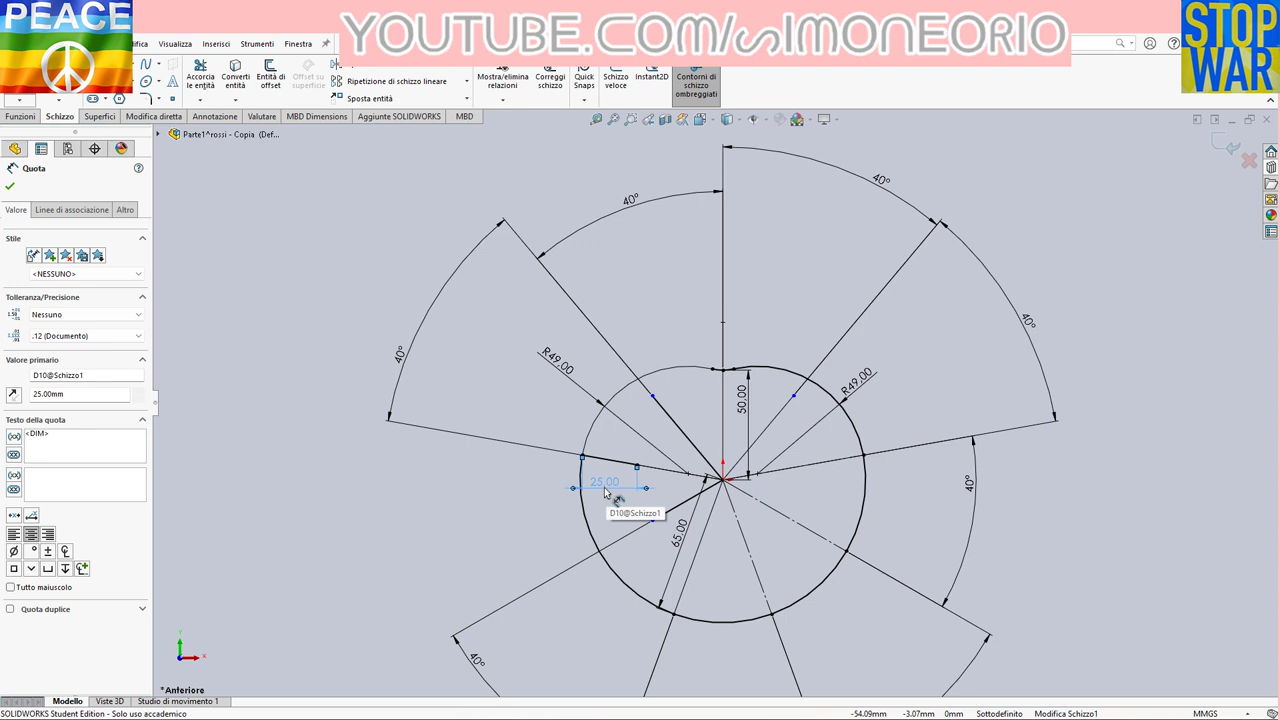 PEACE
YOUTUBE.COM/SIMONEORIO
STOP
WAR
ifica Visualizza Inserisci Strumenti Finestra
Accorcia le entità
Converti entità
Entità di offset
Offset su superficie
Ripetizione di schizzo lineare
Sposta entità
Mostra/elimina relazioni
Correggi schizzo
Quick Snaps
Schizzo veloce
Instant2D
Contorni di schizzo ombreggiati
Funzioni Schizzo Superfici Modifica diretta Annotazione Valutare MBD Dimensions Aggiunte SOLIDWORKS MBD
Parte1^rossi - Copia (Def...
Quota
Valore Linee di associazione Altro
Stile
<NESSUNO>
Tolleranza/Precisione
Nessuno
.12 (Documento)
Valore primario
D10@Schizzo1
25.00mm
Testo della quota
<DIM>
Tutto maiuscolo
Quota duplice
40°
40°
40°
40°
R49,00
R49,00
50,00
25,00
D10@Schizzo1
65,00
40°
40°
Y
X
*Anteriore
Modello Viste 3D Studio di movimento 1
SOLIDWORKS Student Edition - Solo uso accademico
-54.09mm -3.07mm 0mm Sottodefinito Modifica Schizzo1 MMGS